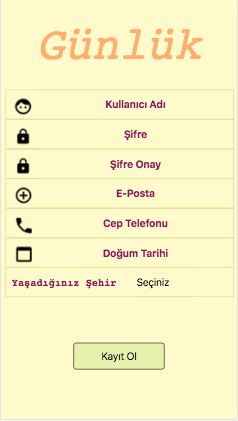 Günlük
Kullanıcı Adı
Şifre
Şifre Onay
E-Posta
Cep Telefonu
Doğum Tarihi
Yaşadığınız Şehir Seçiniz
Kayıt Ol